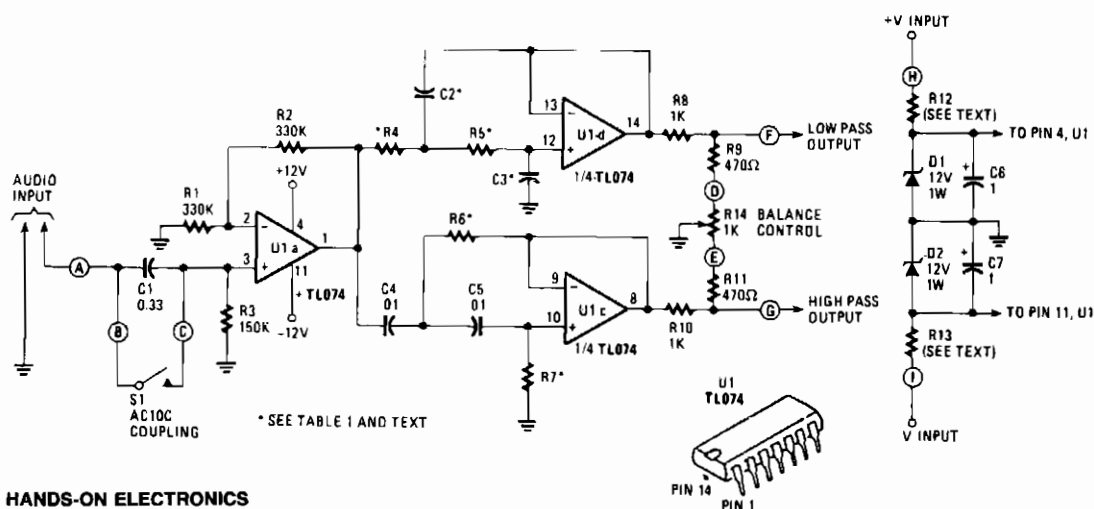 AUDIO
INPUT
A
B
C
C1
0.33
S1
AC10C
COUPLING
R1
330K
R2
330K
R3
150K
+12V
-12V
2
3
4
11
1
U1 a
+ TL074
*R4
C2*
R5*
C3*
13
12
14
U1-d
1/4-TL074
R6*
C4
01
C5
01
R7*
9
10
8
U1 c
1/4 TL074
R8
1K
R9
470Ω
D
R14
1K
BALANCE
CONTROL
E
R11
470Ω
R10
1K
F
LOW PASS
OUTPUT
G
HIGH PASS
OUTPUT
* SEE TABLE 1 AND TEXT
U1
TL074
PIN 14
PIN 1
+V INPUT
H
R12
(SEE TEXT)
TO PIN 4, U1
D1
12V
1W
+
C6
1
D2
12V
1W
+
C7
1
TO PIN 11, U1
R13
(SEE TEXT)
I
V INPUT
HANDS-ON ELECTRONICS